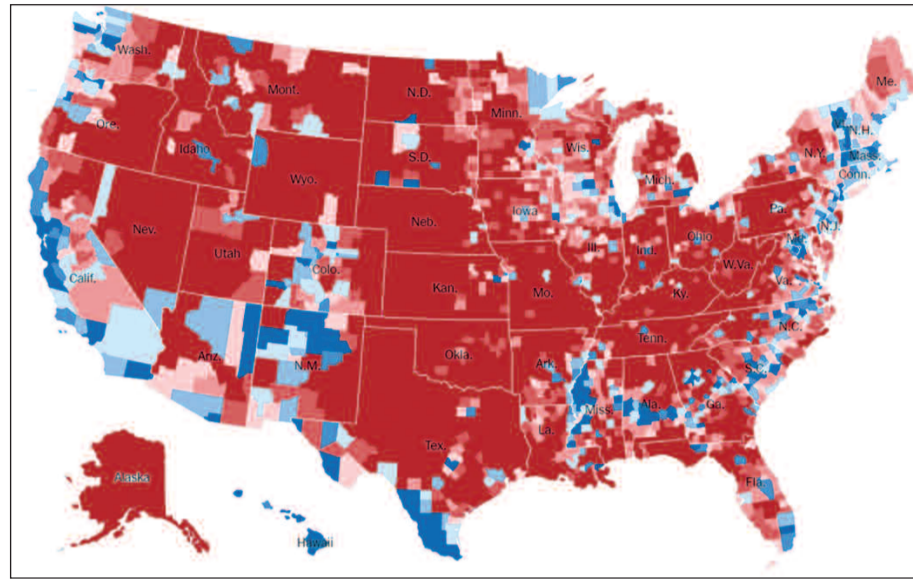 Wash.
Mont.
N.D.
Minn.
Me.
Ore.
Idaho
S.D.
Wis.
N.H.
N.Y.
Mass.
Conn.
Wyo.
Mich.
Iowa
Neb.
Pa.
N.J.
Nev.
Utah
Colo.
Ill.
Ind.
Ohio
Md.
W.Va.
Va.
Calif.
Kan.
Mo.
Ky.
N.C.
Tenn.
Okla.
Ariz.
N.M.
Ark.
S.C.
Miss.
Ala.
Ga.
La.
Tex.
Fla.
Alaska
Hawaii